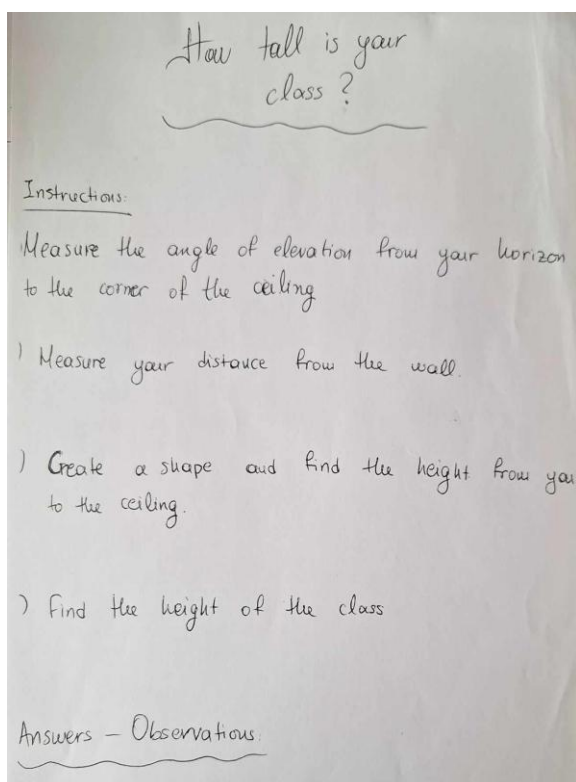 How tall is your
class?
Instructions:
Measure the angle of elevation from your horizon
to the corner of the ceiling
) Measure your distance from the wall.
) Create a shape and find the height from you
to the ceiling.
) Find the height of the class
Answers - Observations: